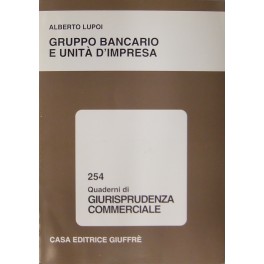 ALBERTO LUPOI
GRUPPO BANCARIO
E UNITÀ D'IMPRESA
254
Quaderni di
GIURISPRUDENZA
COMMERCIALE
CASA EDITRICE GIUFFRÈ